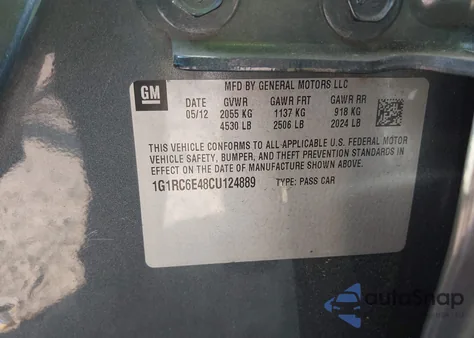 GM
MFD BY GENERAL MOTORS LLC
DATE GVWR GAWR FRT GAWR RR
05/12 2055 KG 1137 KG 918 KG
4530 LB 2506 LB 2024 LB
THIS VEHICLE CONFORMS TO ALL APPLICABLE U.S. FEDERAL MOTOR
VEHICLE SAFETY, BUMPER, AND THEFT PREVENTION STANDARDS IN
EFFECT ON THE DATE OF MANUFACTURE SHOWN ABOVE.
1G1RC6E48CU124889 TYPE: PASS CAR
autoSnap